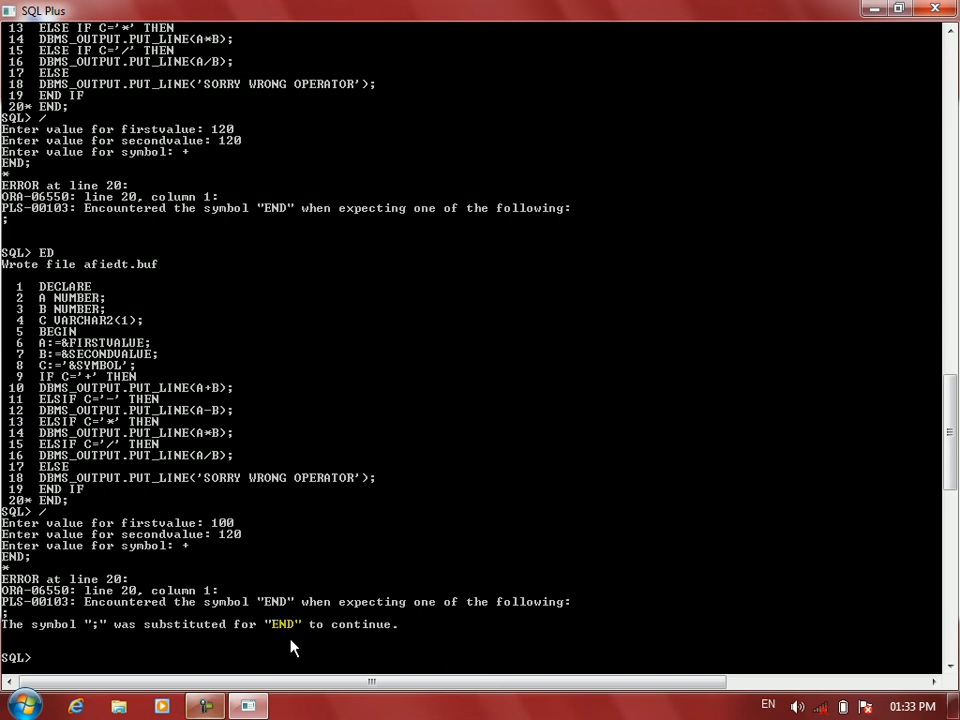 SQL Plus
13 ELSE IF C='*' THEN
14 DBMS_OUTPUT.PUT_LINE(A*B);
15 ELSE IF C='/' THEN
16 DBMS_OUTPUT.PUT_LINE(A/B);
17 ELSE
18 DBMS_OUTPUT.PUT_LINE('SORRY WRONG OPERATOR');
19 END IF
20* END;
SQL> /
Enter value for firstvalue: 120
Enter value for secondvalue: 120
Enter value for symbol: +
END;
*
ERROR at line 20:
ORA-06550: line 20, column 1:
PLS-00103: Encountered the symbol "END" when expecting one of the following:
;
SQL> ED
Wrote file afiedt.buf
1 DECLARE
2 A NUMBER;
3 B NUMBER;
4 C VARCHAR2(1);
5 BEGIN
6 A:=&FIRSTVALUE;
7 B:=&SECONDVALUE;
8 C:='&SYMBOL';
9 IF C='+' THEN
10 DBMS_OUTPUT.PUT_LINE(A+B);
11 ELSIF C='-' THEN
12 DBMS_OUTPUT.PUT_LINE(A-B);
13 ELSIF C='*' THEN
14 DBMS_OUTPUT.PUT_LINE(A*B);
15 ELSIF C='/' THEN
16 DBMS_OUTPUT.PUT_LINE(A/B);
17 ELSE
18 DBMS_OUTPUT.PUT_LINE('SORRY WRONG OPERATOR');
19 END IF
20* END;
SQL> /
Enter value for firstvalue: 100
Enter value for secondvalue: 120
Enter value for symbol: +
END;
*
ERROR at line 20:
ORA-06550: line 20, column 1:
PLS-00103: Encountered the symbol "END" when expecting one of the following:
;
The symbol ";" was substituted for "END" to continue.
SQL>
EN
01:33 PM